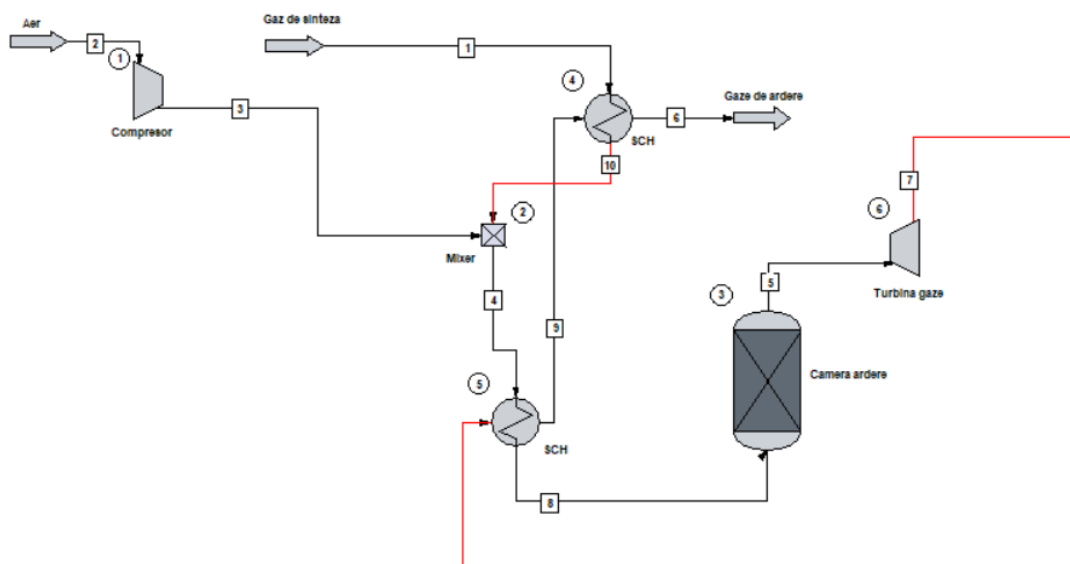 Aer
2
1
Compresor
3
Gaz de sinteza
1
4
SCH
6
Gaze de ardere
10
2
Mixer
4
9
5
SCH
8
3
Camera ardere
5
7
6
Turbina gaze